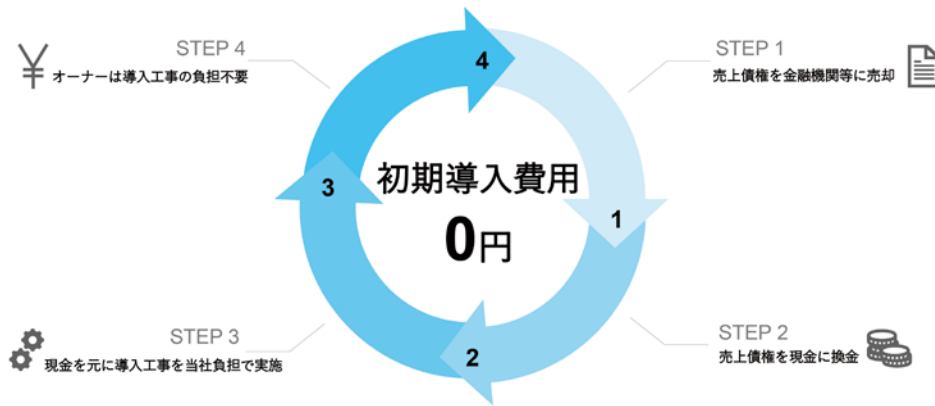 STEP 4
オーナーは導入工事の負担不要
4
STEP 1
売上債権を金融機関等に売却
初期導入費用
0円
3
1
STEP 3
現金を元に導入工事を当社負担で実施
2
STEP 2
売上債権を現金に換金